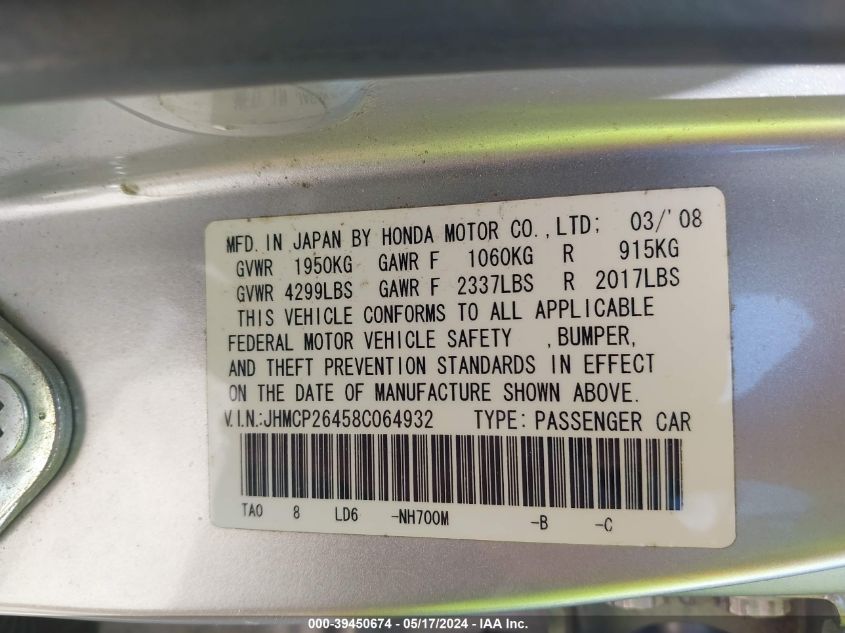 MFD. IN JAPAN BY HONDA MOTOR CO., LTD; 03/'08
GVWR 1950KG GAWR F 1060KG R 915KG
GVWR 4299LBS GAWR F 2337LBS R 2017LBS
THIS VEHICLE CONFORMS TO ALL APPLICABLE
FEDERAL MOTOR VEHICLE SAFETY , BUMPER,
AND THEFT PREVENTION STANDARDS IN EFFECT
ON THE DATE OF MANUFACTURE SHOWN ABOVE.
V.I.N.:JHMCP26458C064932 TYPE: PASSENGER CAR
TA0 8 LD6 -NH700M -B -C
000-39450674 - 05/17/2024 - IAA Inc.